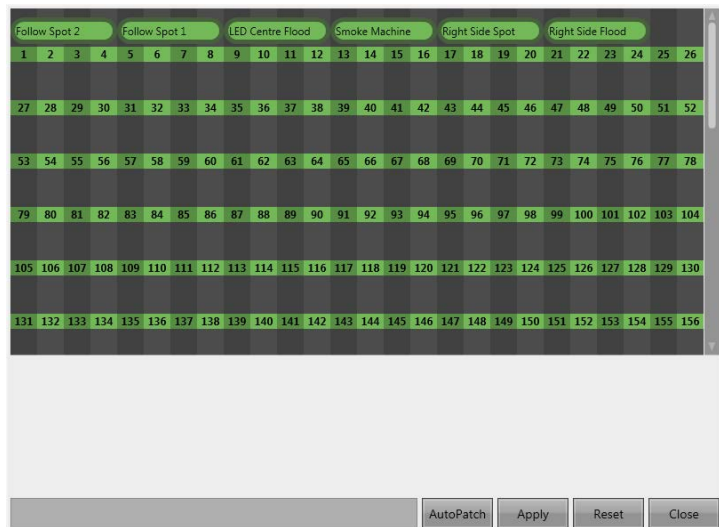 Follow Spot 2 Follow Spot 1 LED Centre Flood Smoke Machine Right Side Spot Right Side Flood
1 2 3 4 5 6 7 8 9 10 11 12 13 14 15 16 17 18 19 20 21 22 23 24 25 26
27 28 29 30 31 32 33 34 35 36 37 38 39 40 41 42 43 44 45 46 47 48 49 50 51 52
53 54 55 56 57 58 59 60 61 62 63 64 65 66 67 68 69 70 71 72 73 74 75 76 77 78
79 80 81 82 83 84 85 86 87 88 89 90 91 92 93 94 95 96 97 98 99 100 101 102 103 104
105 106 107 108 109 110 111 112 113 114 115 116 117 118 119 120 121 122 123 124 125 126 127 128 129 130
131 132 133 134 135 136 137 138 139 140 141 142 143 144 145 146 147 148 149 150 151 152 153 154 155 156
AutoPatch Apply Reset Close